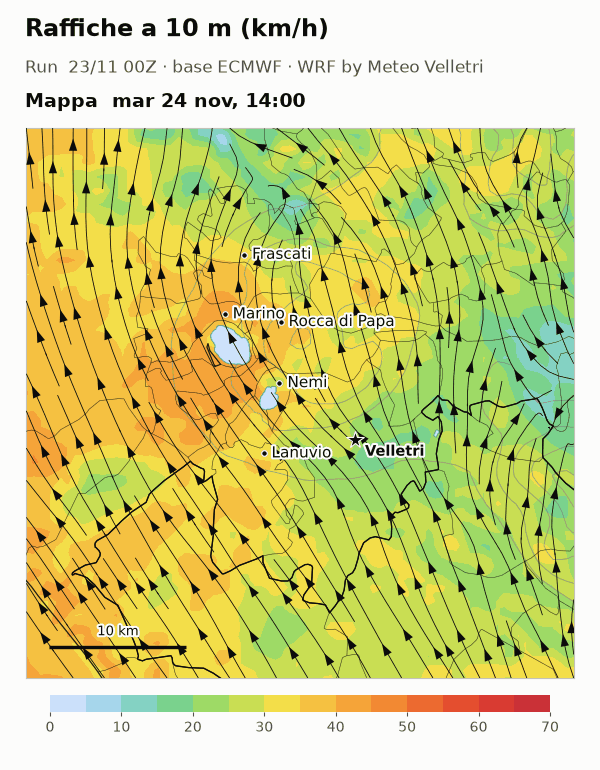 Raffiche a 10 m (km/h)
Run  23/11 00Z · base ECMWF · WRF by Meteo Velletri
Mappa  mar 24 nov, 14:00
Frascati
Marino
Rocca di Papa
Nemi
Velletri
Lanuvio
10 km
0 10 20 30 40 50 60 70